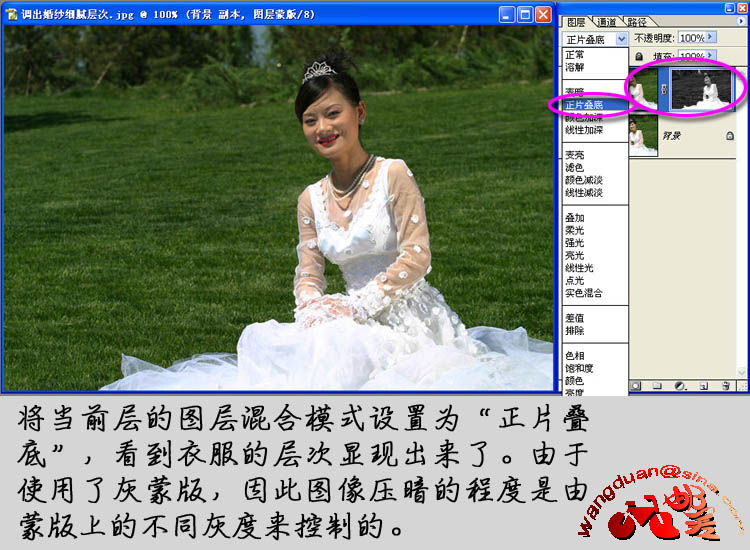 调出婚纱细腻层次.jpg @ 100% (背景 副本, 图层蒙版/8)
图层 通道 路径
正片叠底 不透明度: 100%
正常 填充: 100%
溶解
变暗
正片叠底
颜色加深
线性加深
背景
变亮
滤色
颜色减淡
线性减淡
叠加
柔光
强光
亮光
线性光
点光
实色混合
差值
排除
色相
饱和度
颜色
亮度
将当前层的图层混合模式设置为“正片叠
底”，看到衣服的层次显现出来了。由于
使用了灰蒙版，因此图像压暗的程度是由
蒙版上的不同灰度来控制的。
wangduan@sina.com